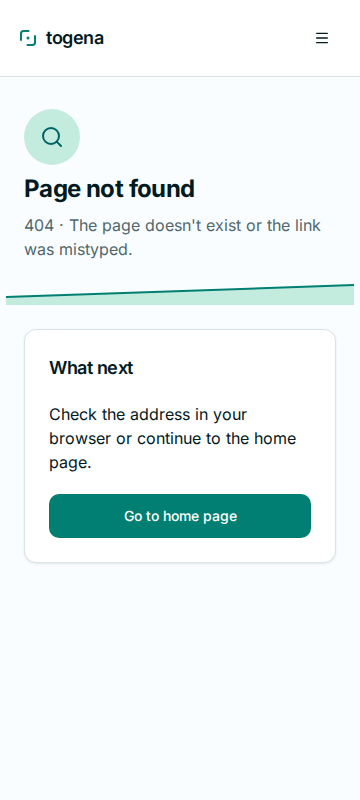 togena
Page not found
404 · The page doesn't exist or the link
was mistyped.
What next
Check the address in your
browser or continue to the home
page.
Go to home page